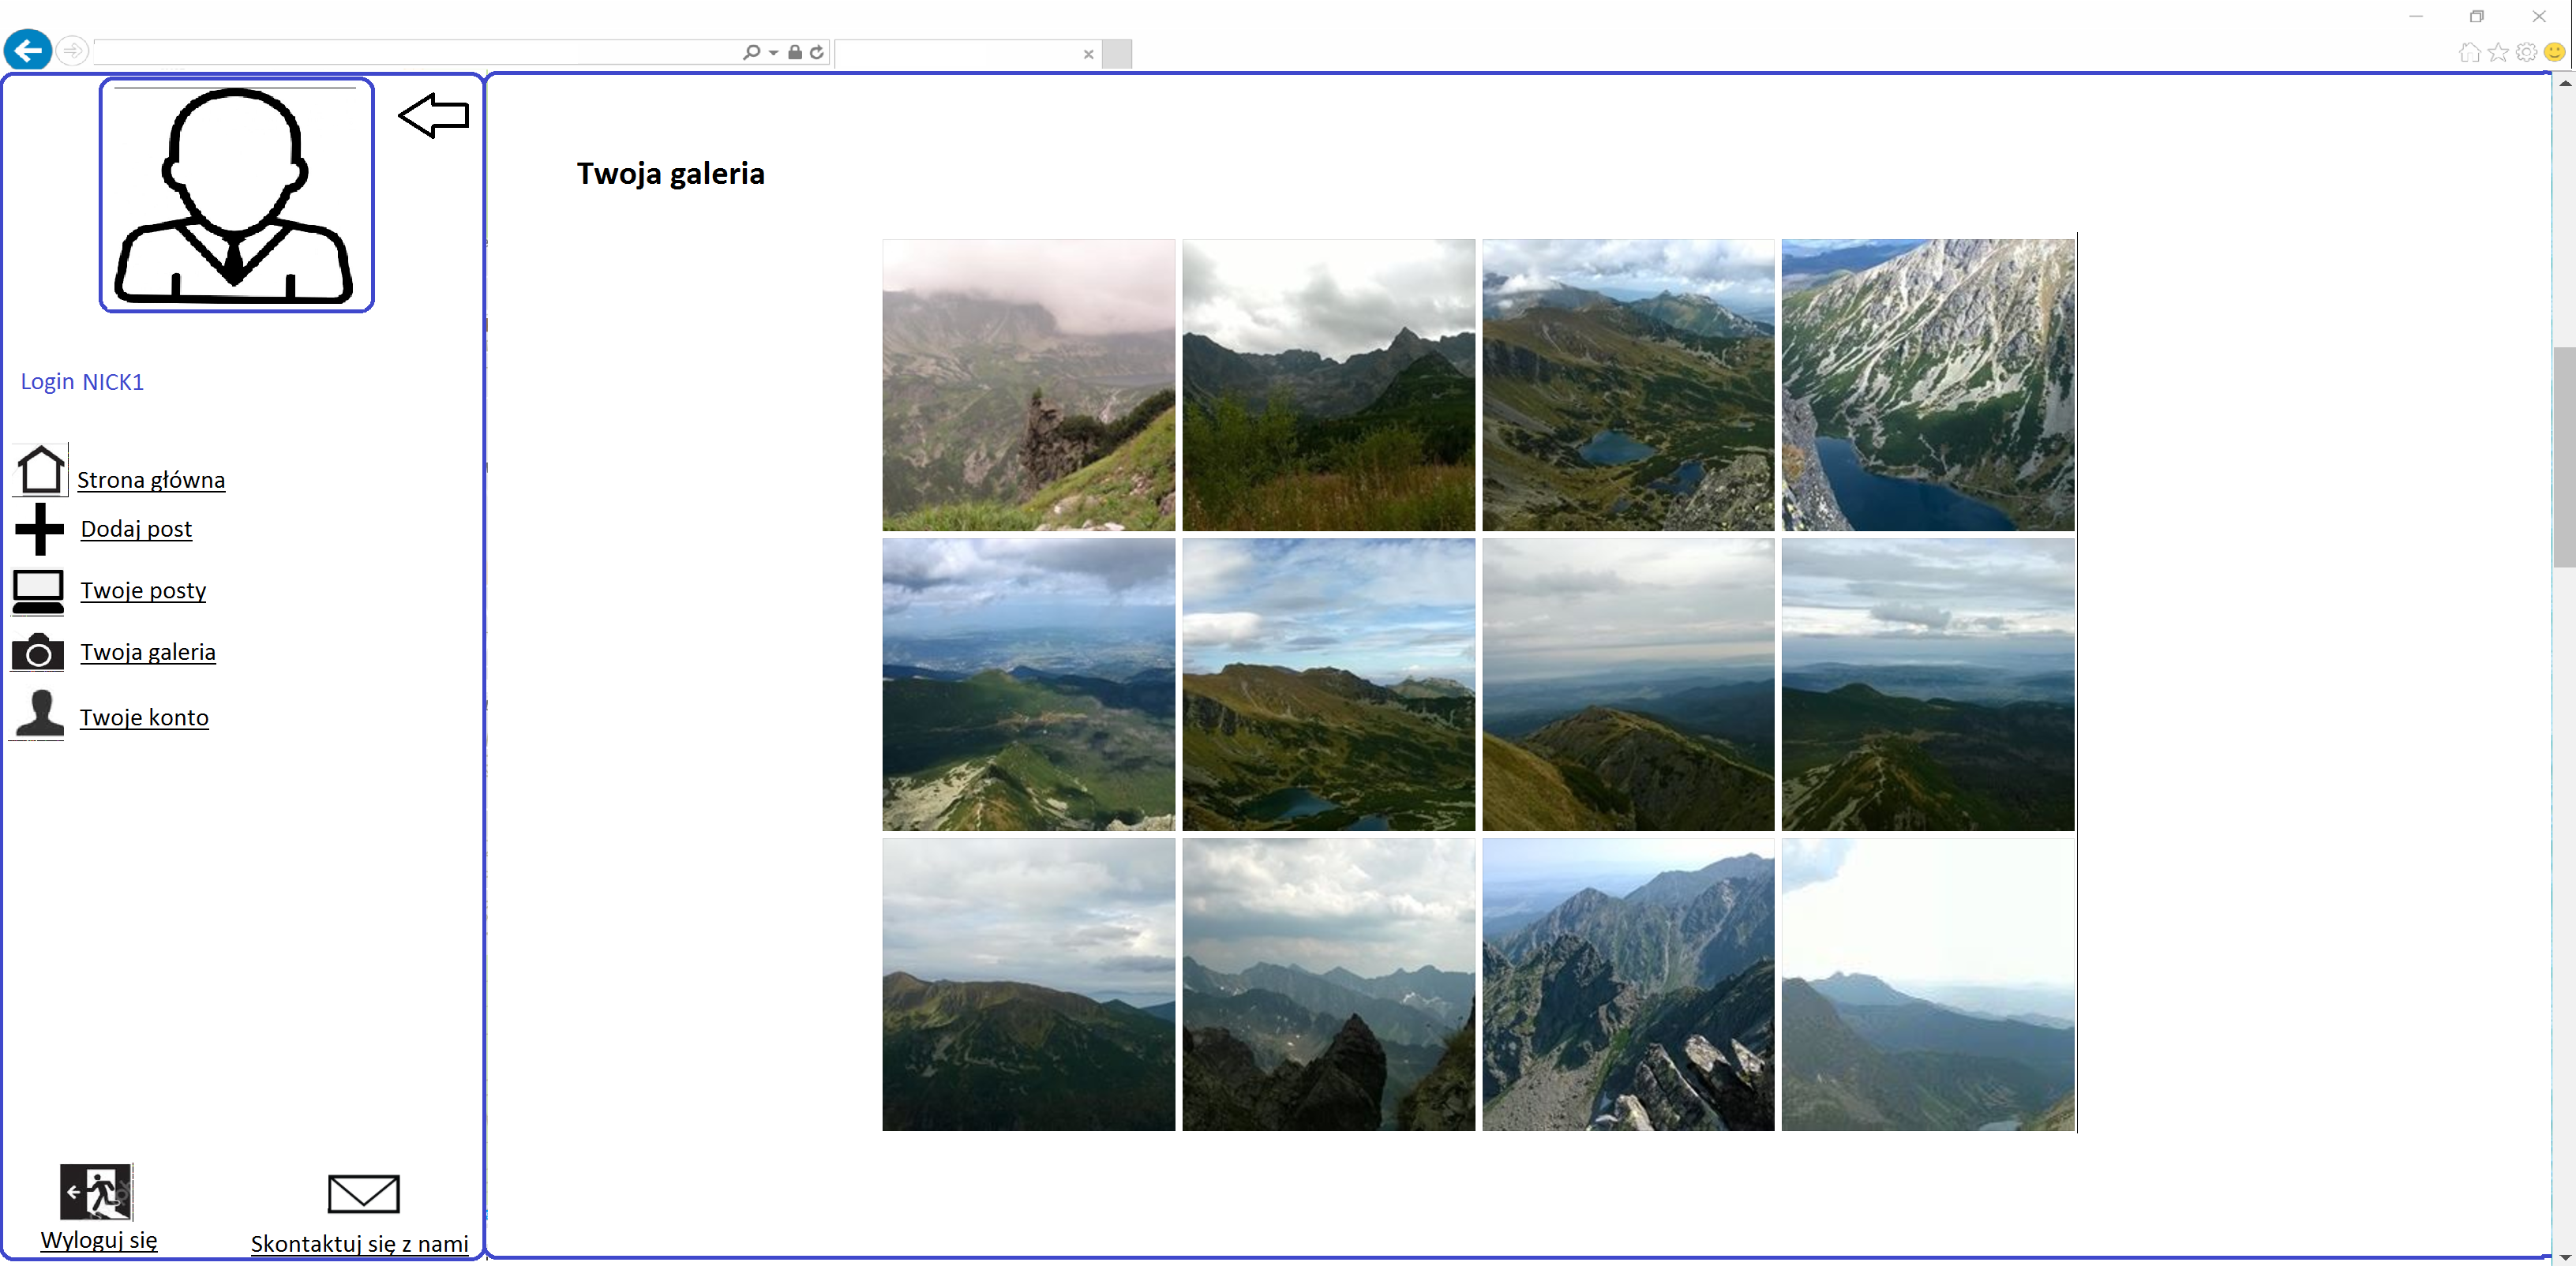 Twoja galeria
Login NICK1
Strona główna
Dodaj post
Twoje posty
Twoja galeria
Twoje konto
Wyloguj się
Skontaktuj się z nami